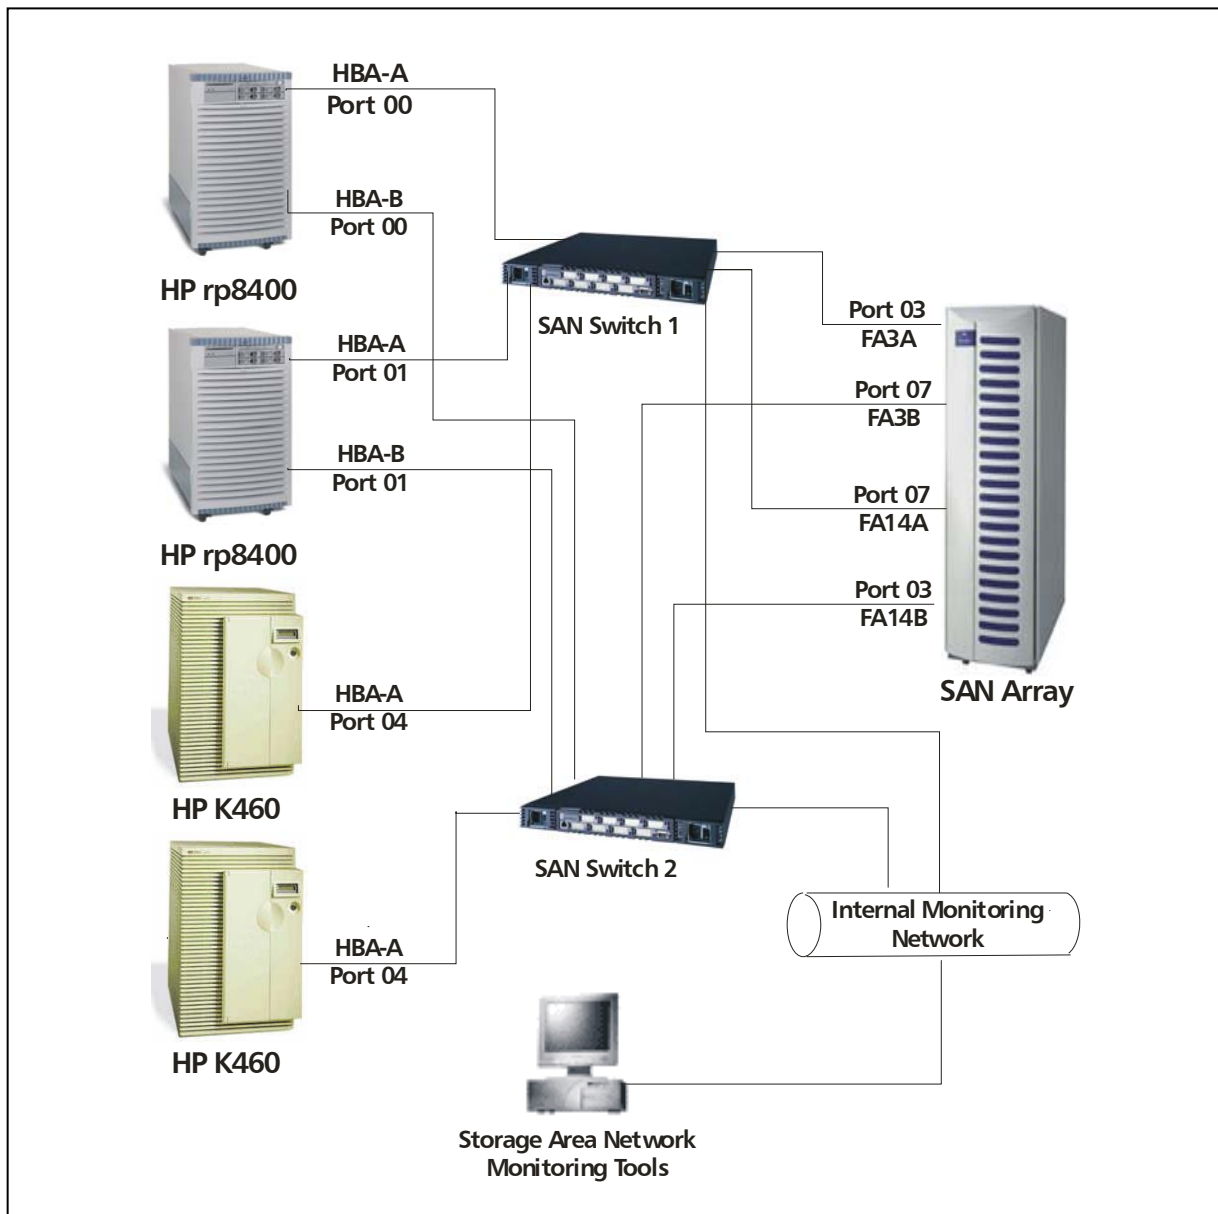 HBA-A
Port 00
HBA-B
Port 00
HP rp8400
SAN Switch 1
HBA-A
Port 01
HBA-B
Port 01
HP rp8400
Port 03
FA3A
Port 07
FA3B
Port 07
FA14A
Port 03
FA14B
SAN Array
HBA-A
Port 04
HP K460
SAN Switch 2
HBA-A
Port 04
HP K460
Internal Monitoring
Network
Storage Area Network
Monitoring Tools